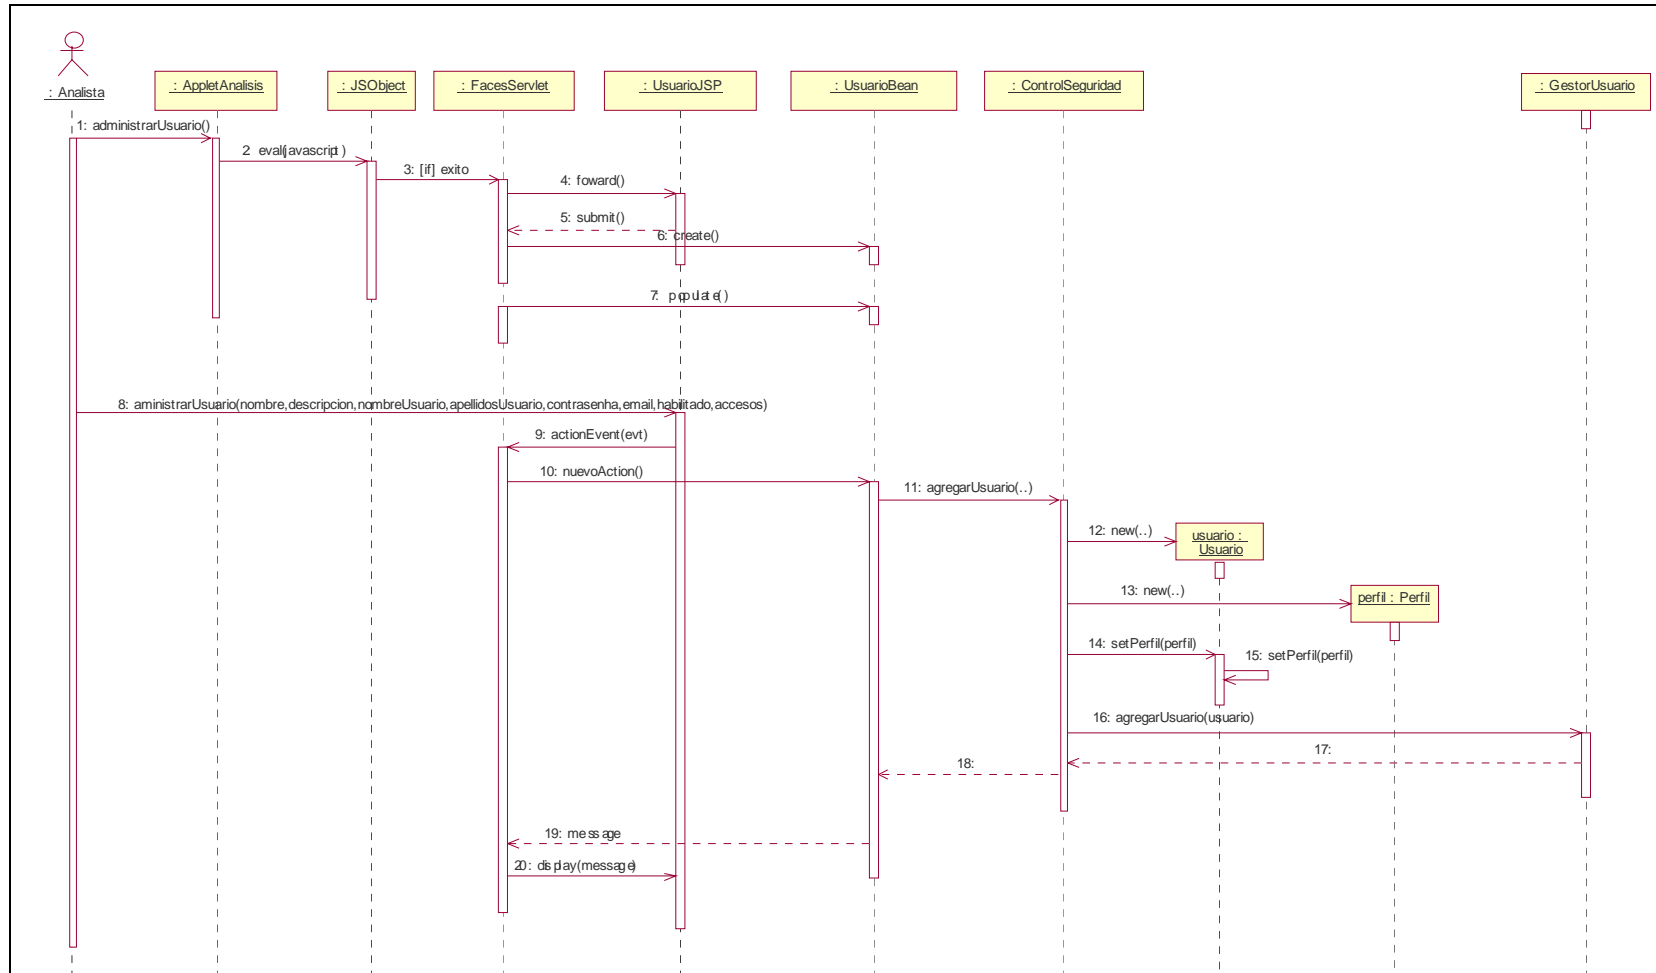 : Analista
: AppletAnalisis
: JSObject
: FacesServlet
: UsuarioJSP
: UsuarioBean
: ControlSeguridad
: GestorUsuario
1: administrarUsuario()
2: eval(javascript)
3: [if] exito
4: foward()
5: submit()
6: create()
7: populate()
8: aministrarUsuario(nombre,descripcion,nombreUsuario,apellidosUsuario,contrasenha,email,habilitado,accesos)
9: actionEvent(evt)
10: nuevoAction()
11: agregarUsuario(..)
12: new(..)
usuario :
Usuario
13: new(..)
perfil : Perfil
14: setPerfil(perfil)
15: setPerfil(perfil)
16: agregarUsuario(usuario)
17:
18:
19: message
20: display(message)